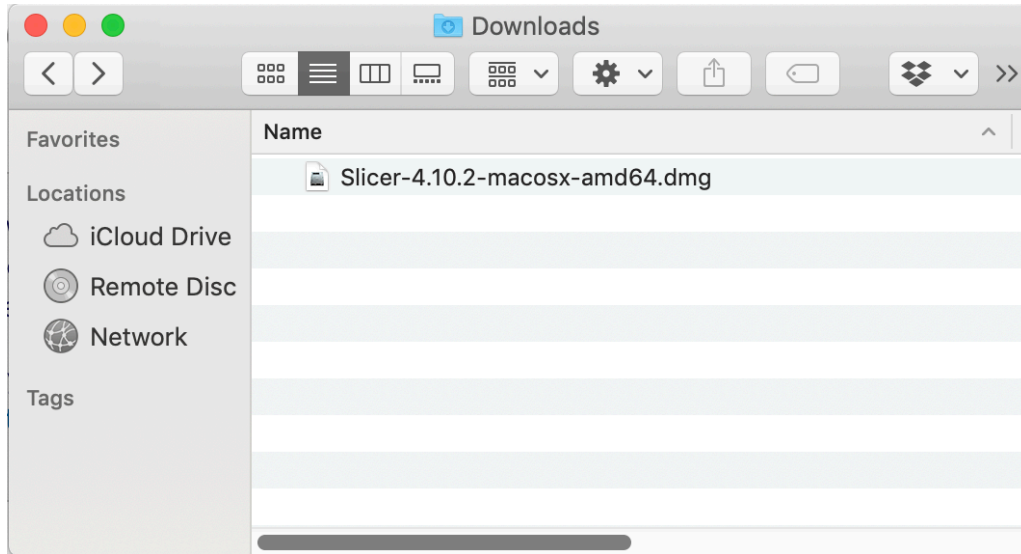 Downloads
Favorites
Name
Slicer-4.10.2-macosx-amd64.dmg
Locations
iCloud Drive
Remote Disc
Network
Tags